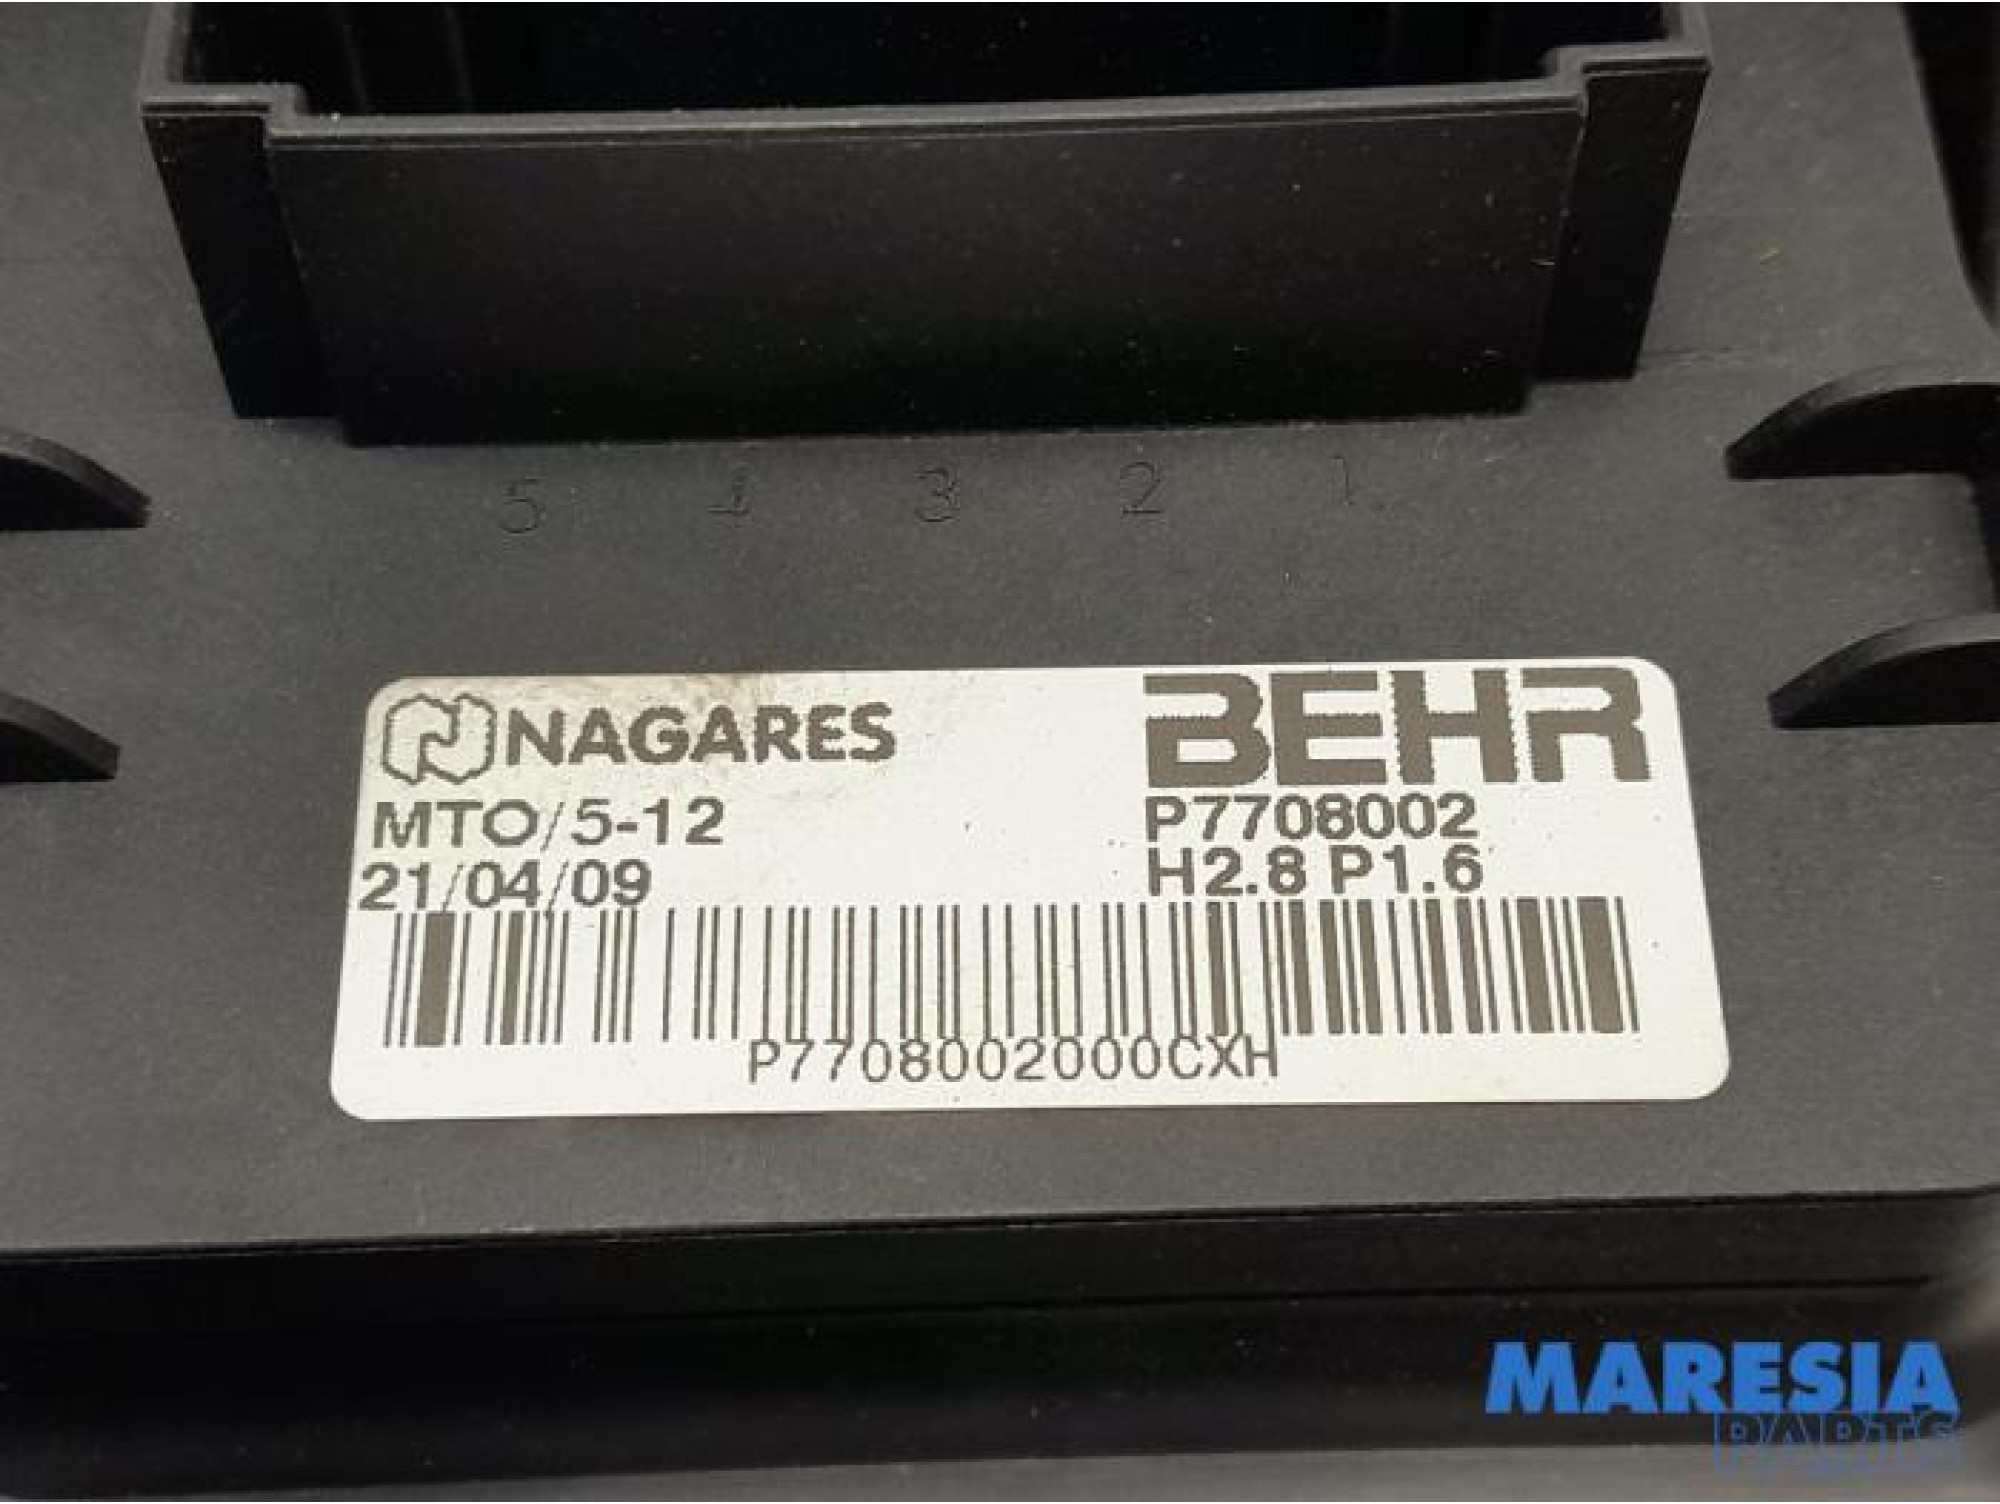 5 4 3 2 1
NAGARES BEHR
MTO/5-12 P7708002
21/04/09 H2.8 P1.6
P7708002000CXH
MARESIA
PARTS